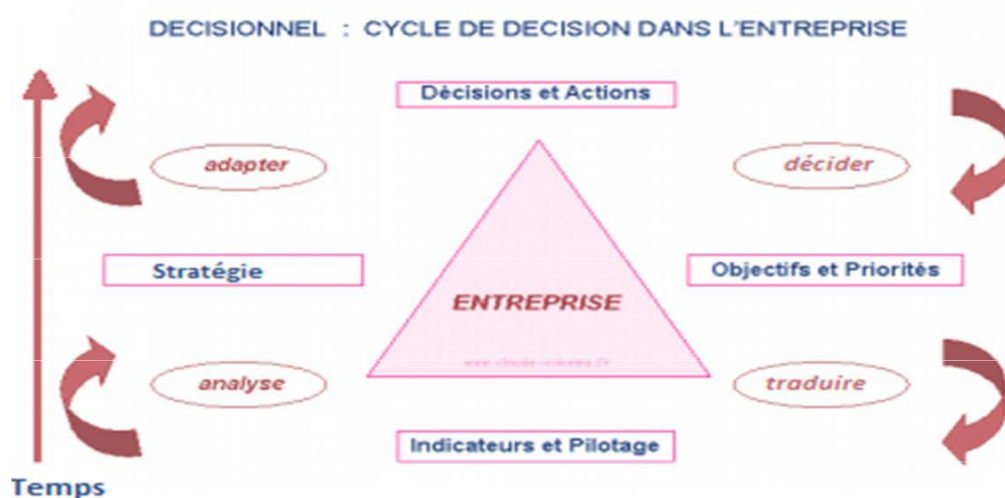 DECISIONNEL : CYCLE DE DECISION DANS L'ENTREPRISE
Décisions et Actions
adapter
décider
Stratégie
Objectifs et Priorités
ENTREPRISE
analyse
traduire
Indicateurs et Pilotage
Temps